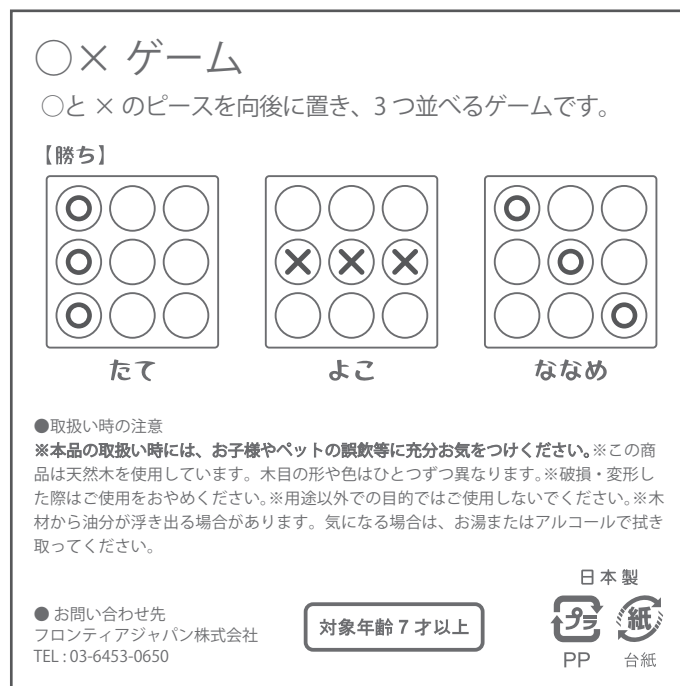 ○× ゲーム
○と × のピースを向後に置き、3 つ並べるゲームです。
【勝ち】
たて よこ ななめ
●取扱い時の注意
※本品の取扱い時には、お子様やペットの誤飲等に充分お気をつけください。※この商
品は天然木を使用しています。木目の形や色はひとつずつ異なります。※破損・変形し
た際はご使用をおやめください。※用途以外での目的ではご使用しないでください。※木
材から油分が浮き出る場合があります。気になる場合は、お湯またはアルコールで拭き
取ってください。
日本製
● お問い合わせ先
フロンティアジャパン株式会社
TEL : 03-6453-0650
対象年齢 7 才以上
プラ 紙
PP 台紙